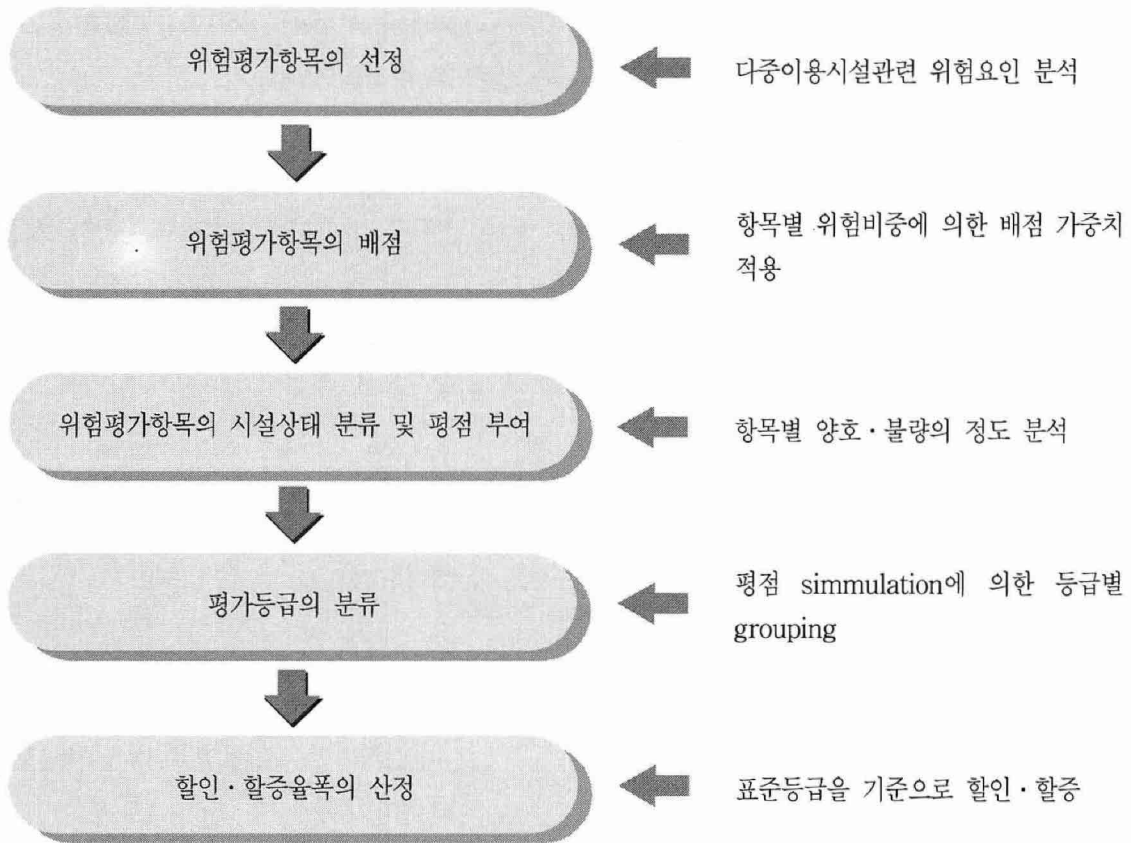 위험평가항목의 선정
다중이용시설관련 위험요인 분석
위험평가항목의 배점
항목별 위험비중에 의한 배점 가중치
적용
위험평가항목의 시설상태 분류 및 평점 부여
항목별 양호·불량의 정도 분석
평가등급의 분류
평점 simmulation에 의한 등급별
grouping
할인·할증율폭의 산정
표준등급을 기준으로 할인·할증